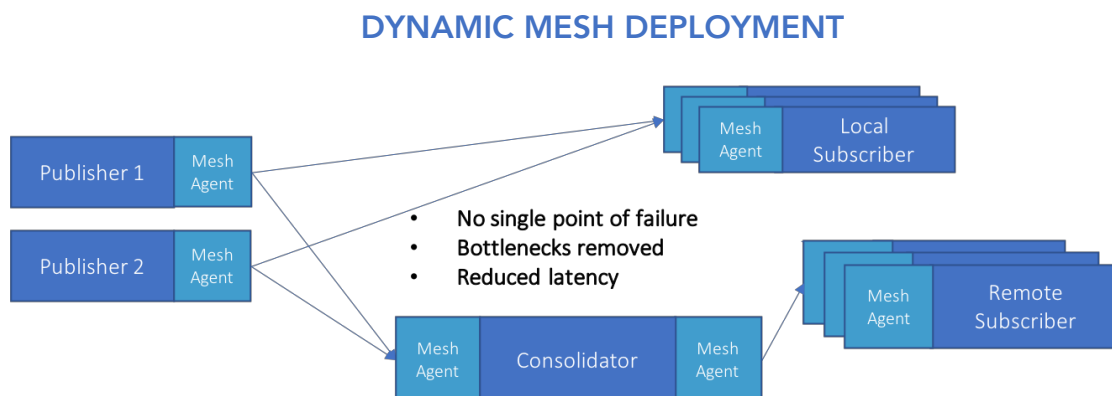 DYNAMIC MESH DEPLOYMENT
Publisher 1
Mesh
Agent
Publisher 2
Mesh
Agent
Mesh
Agent
Local
Subscriber
• No single point of failure
• Bottlenecks removed
• Reduced latency
Mesh
Agent
Remote
Subscriber
Mesh
Agent
Consolidator
Mesh
Agent